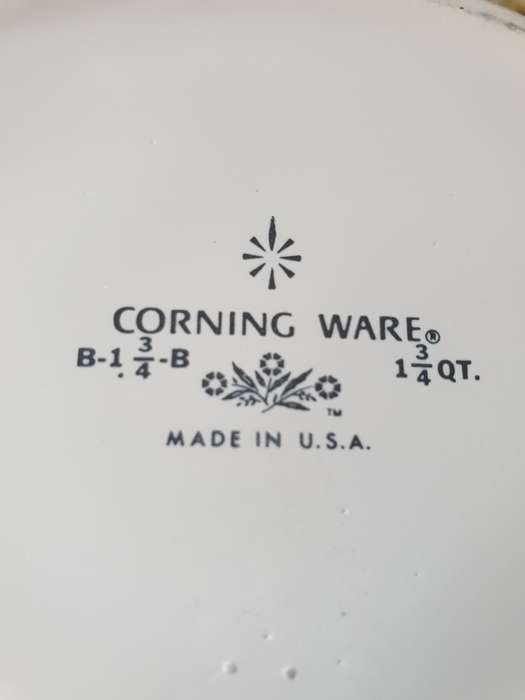 CORNING WARE®
B-1 3/4-B 1 3/4 QT.
TM
MADE IN U.S.A.